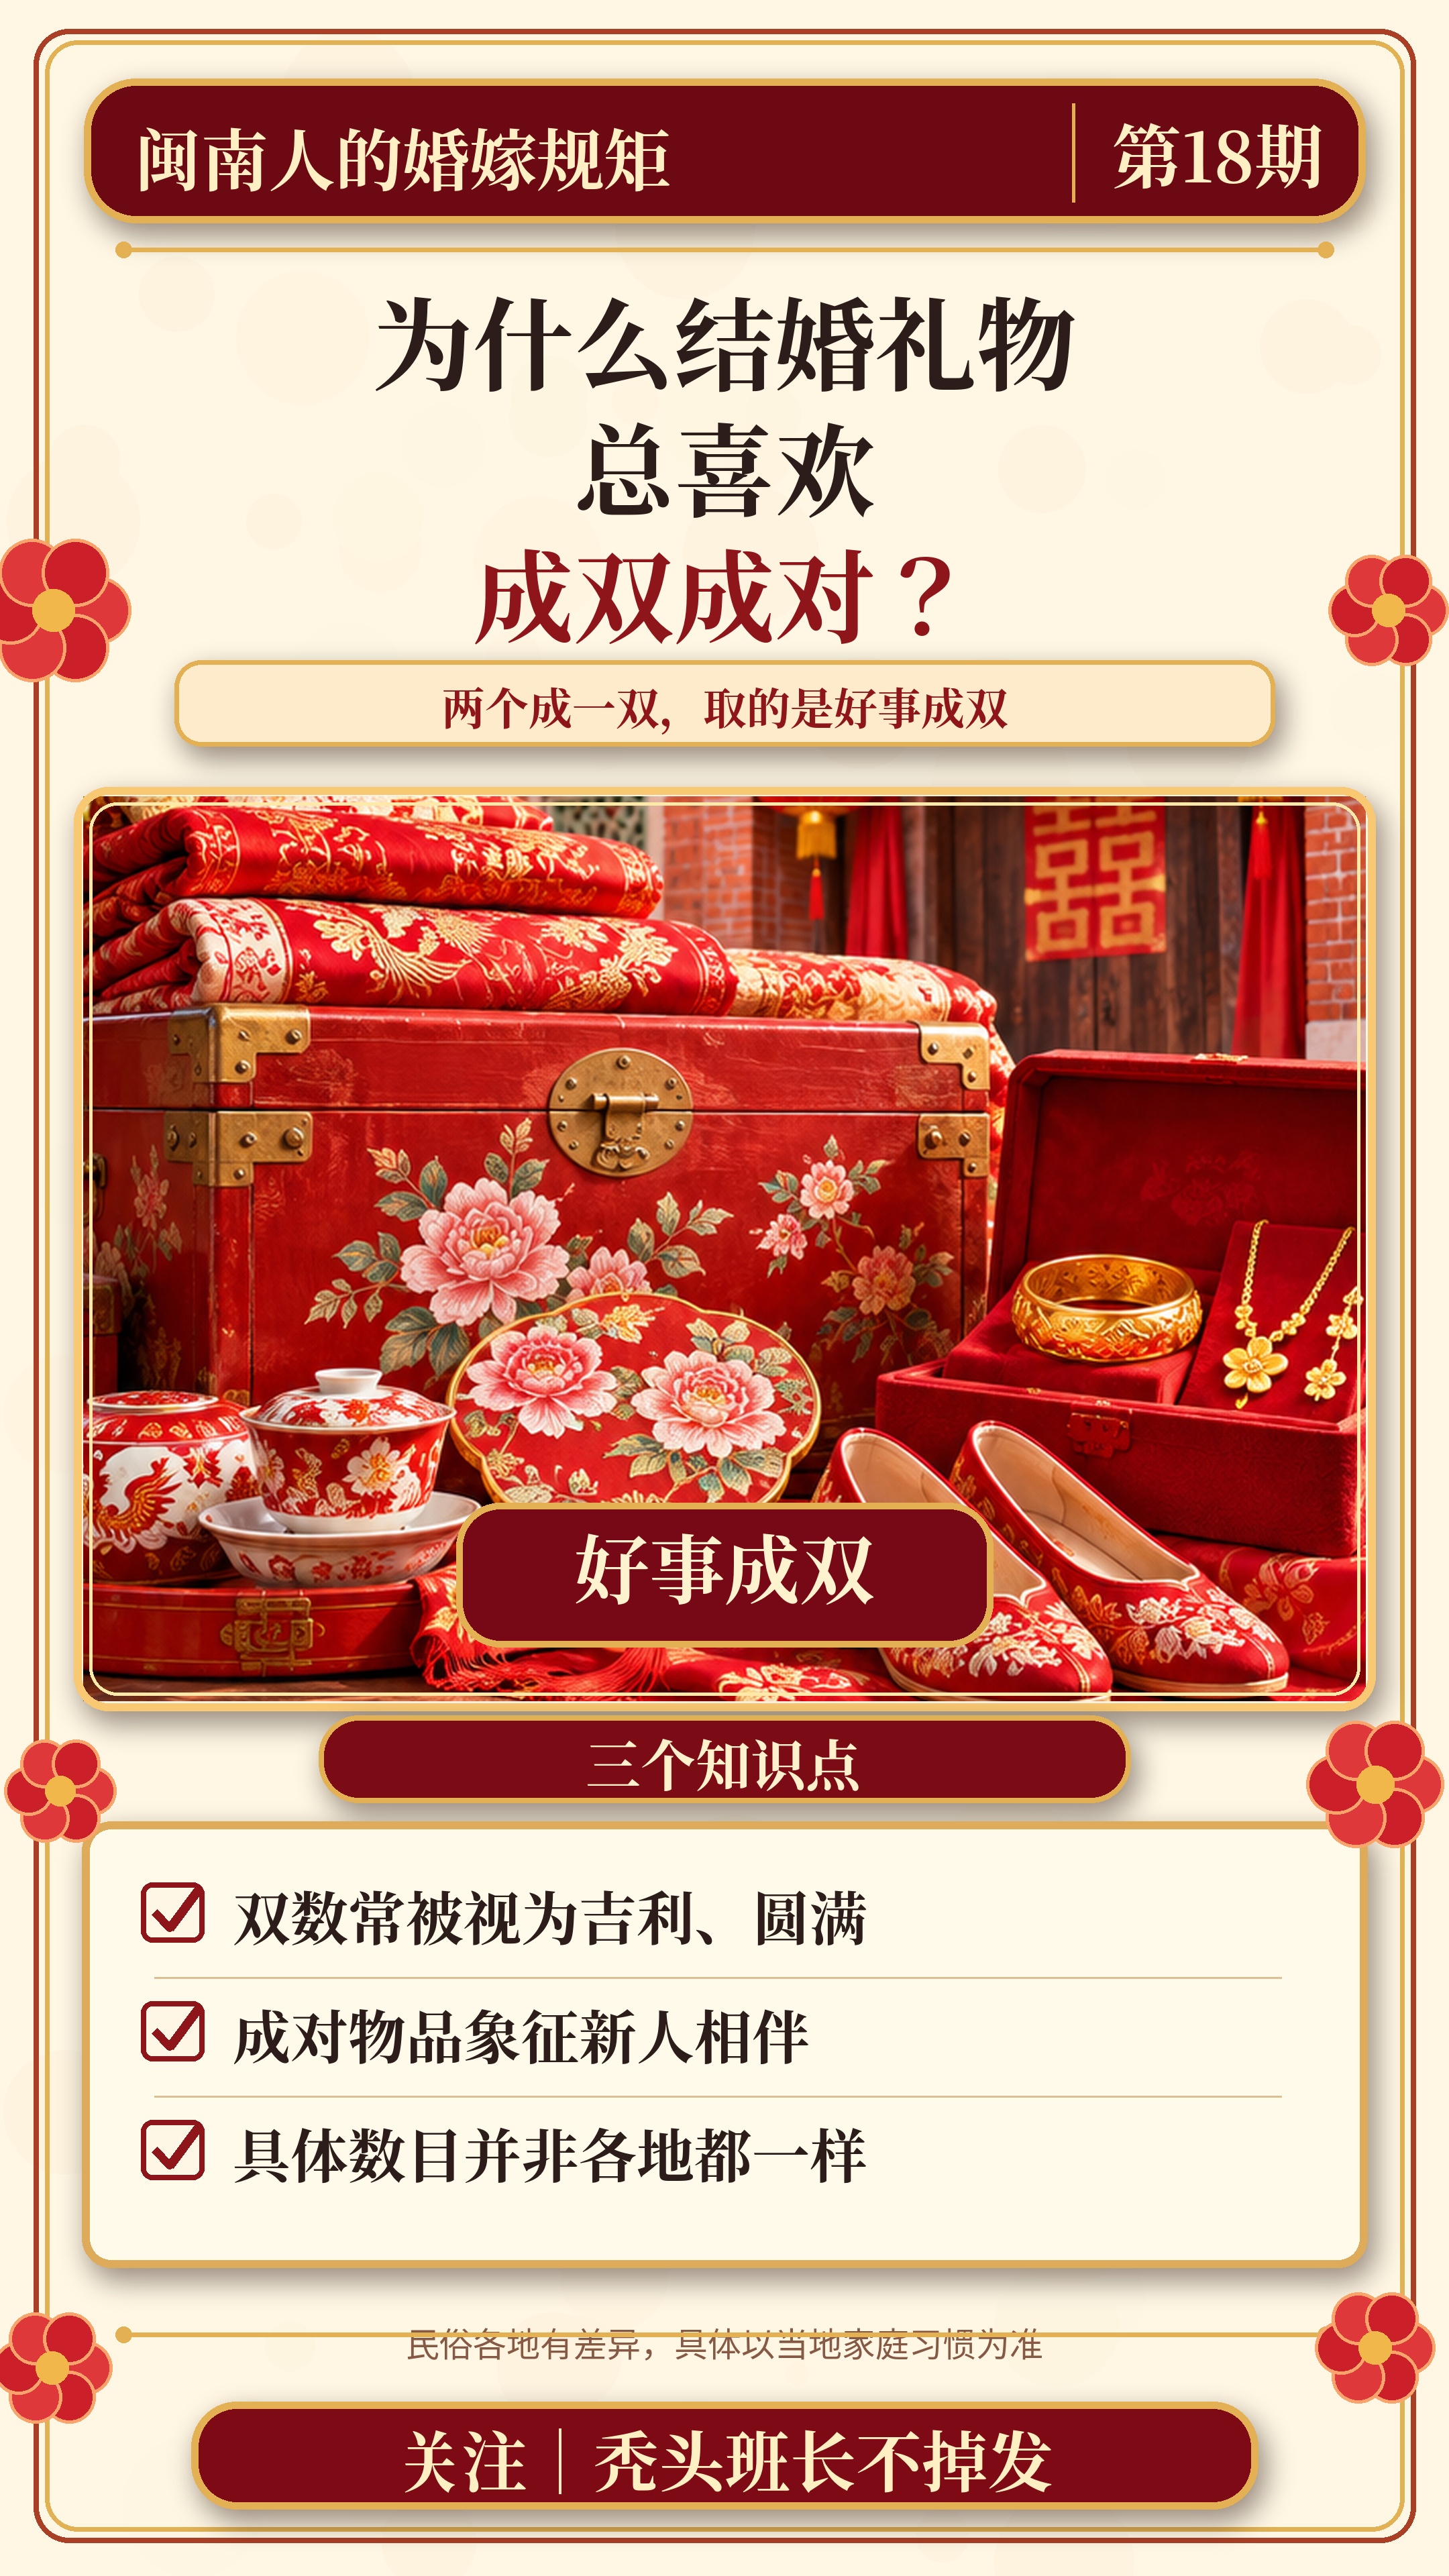 闽南人的婚嫁规矩
第18期
为什么结婚礼物
总喜欢
成双成对？
两个成一双，取的是好事成双
囍
好事成双
三个知识点
双数常被视为吉利、圆满
成对物品象征新人相伴
具体数目并非各地都一样
民俗各地有差异，具体以当地家庭习惯为准
关注｜秃头班长不掉发